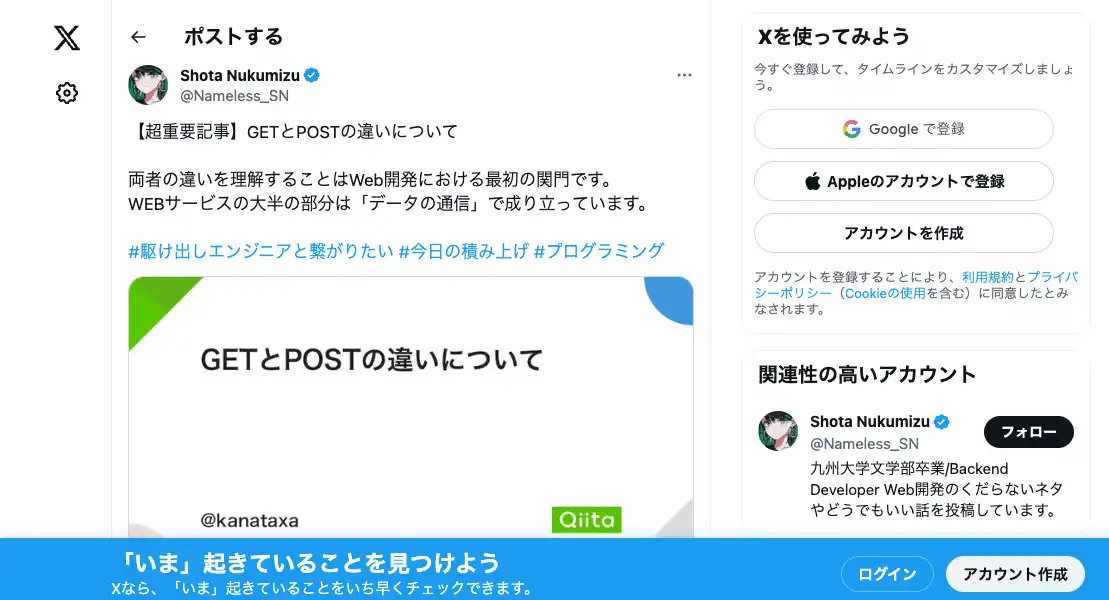 ポストする
Shota Nukumizu
@Nameless_SN
【超重要記事】GETとPOSTの違いについて
両者の違いを理解することはWeb開発における最初の関門です。
WEBサービスの大半の部分は「データの通信」で成り立っています。
#駆け出しエンジニアと繋がりたい #今日の積み上げ #プログラミング
GETとPOSTの違いについて
@kanataxa
Qiita
Xを使ってみよう
今すぐ登録して、タイムラインをカスタマイズしましょ
う。
Google で登録
Appleのアカウントで登録
アカウントを作成
アカウントを登録することにより、利用規約とプライバ
シーポリシー（Cookieの使用を含む）に同意したとみ
なされます。
関連性の高いアカウント
Shota Nukumizu
@Nameless_SN
フォロー
九州大学文学部卒業/Backend
Developer Web開発のくだらないネタ
やどうでもいい話を投稿しています。
「いま」起きていることを見つけよう
Xなら、「いま」起きていることをいち早くチェックできます。
ログイン
アカウント作成